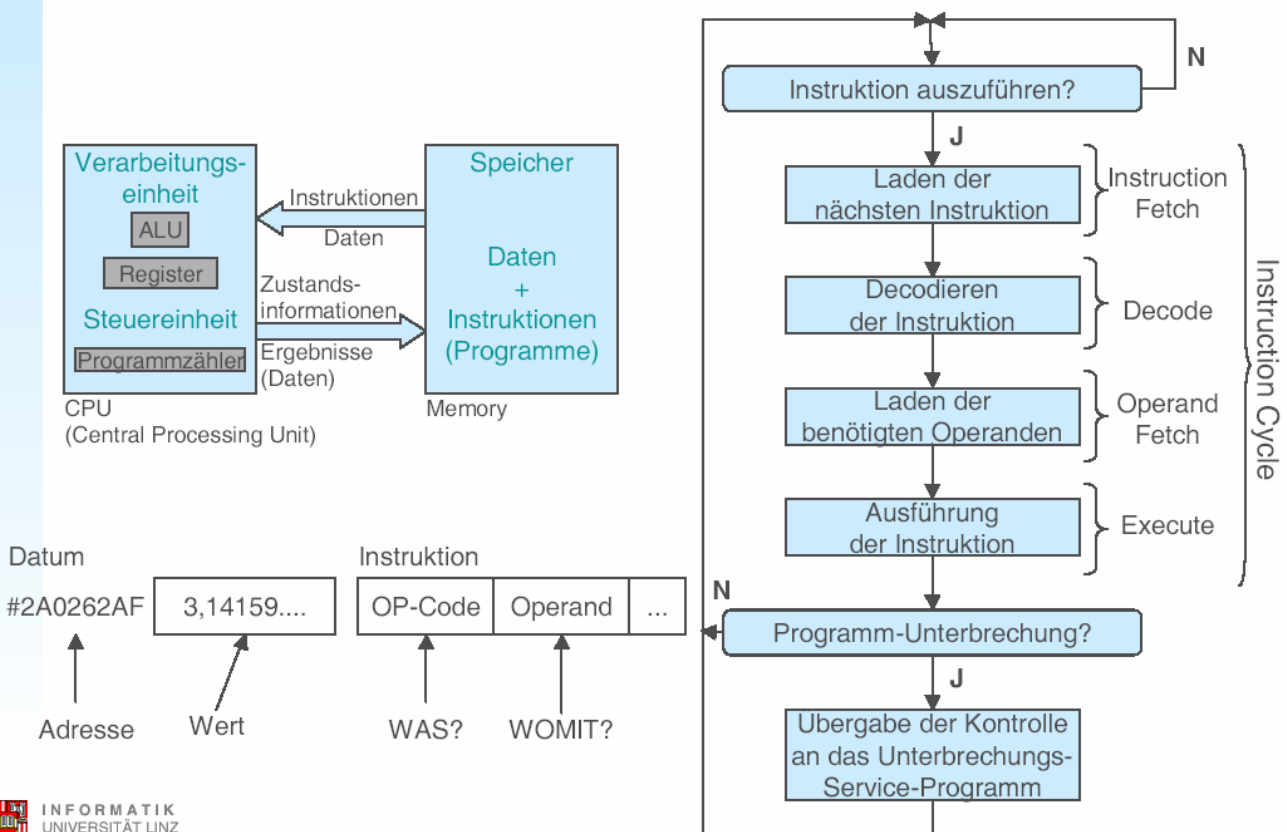 Verarbeitungs-
einheit
ALU
Register
Steuereinheit
Programmzähler
CPU
(Central Processing Unit)
Instruktionen
Daten
Zustands-
informationen
Ergebnisse
(Daten)
Speicher
Daten
+
Instruktionen
(Programme)
Memory
Datum
#2A0262AF
3,14159....
Adresse
Wert
Instruktion
OP-Code
Operand
...
WAS?
WOMIT?
Instruktion auszuführen?
N
J
Laden der
nächsten Instruktion
Instruction
Fetch
Decodieren
der Instruktion
Decode
Laden der
benötigten Operanden
Operand
Fetch
Ausführung
der Instruktion
Execute
Instruction Cycle
N
Programm-Unterbrechung?
J
Übergabe der Kontrolle
an das Unterbrechungs-
Service-Programm
INFORMATIK
UNIVERSITÄT LINZ